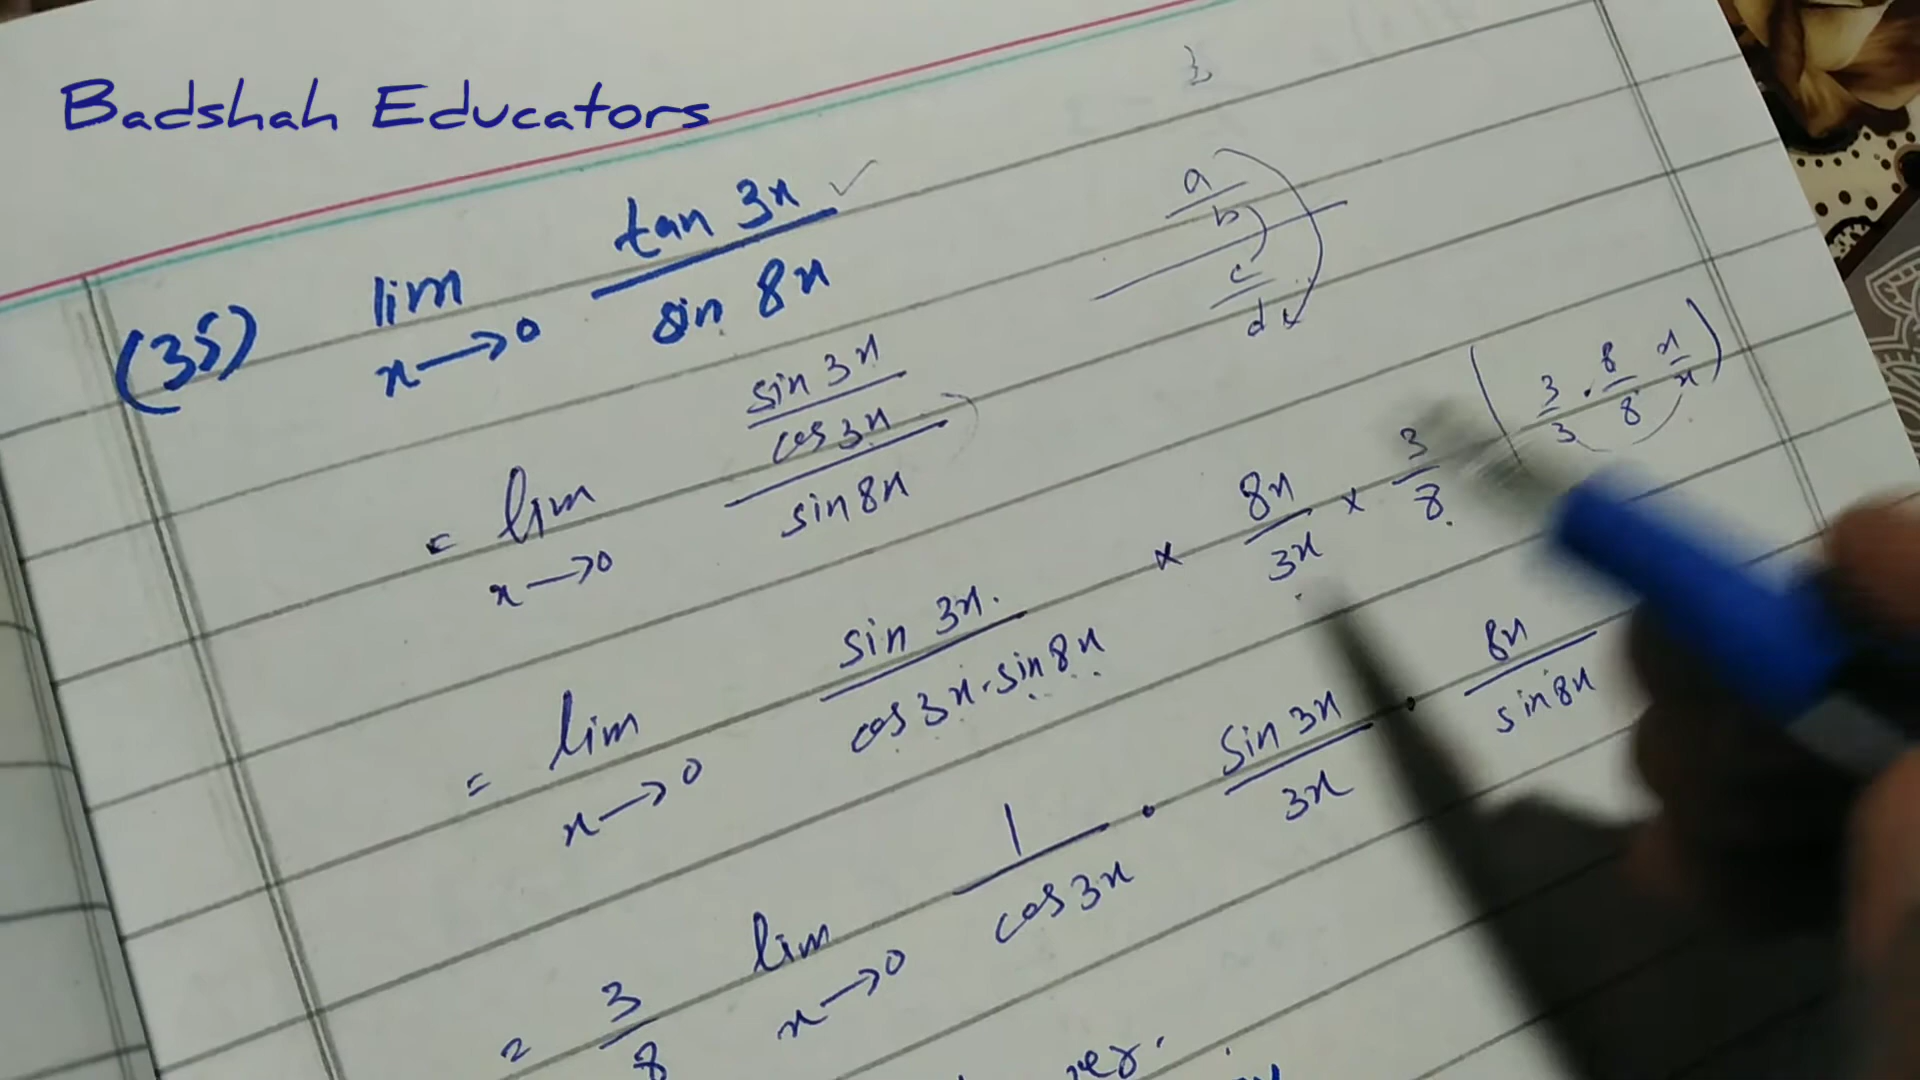 Badshah Educators
(35) lim x→0 tan 3x / sin 8x ✓
a/b / c/d
= lim x→0 (sin 3x / cos 3x) / sin 8x
(3/3 · 8/8 x/x)
= lim x→0 sin 3x. / cos 3x · sin 8x × 8x/3x × 3/8
= 3/8 lim x→0 1/cos 3x · sin 3x/3x · 8x/sin 8x